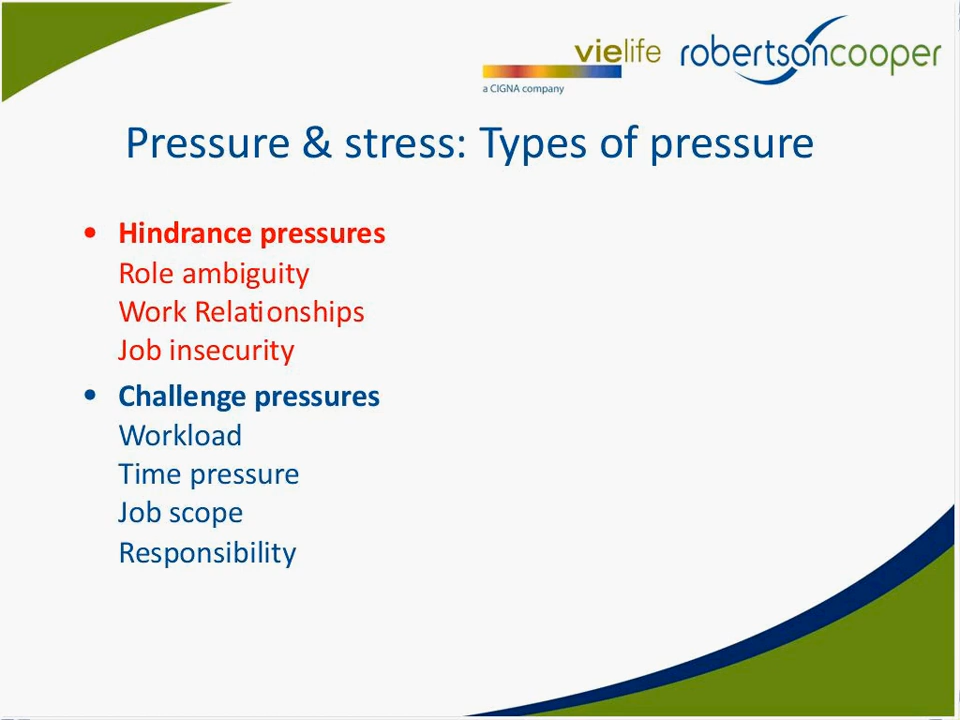 vielife
a CIGNA company
robertsoncooper
Pressure & stress: Types of pressure
• Hindrance pressures
Role ambiguity
Work Relationships
Job insecurity
• Challenge pressures
Workload
Time pressure
Job scope
Responsibility